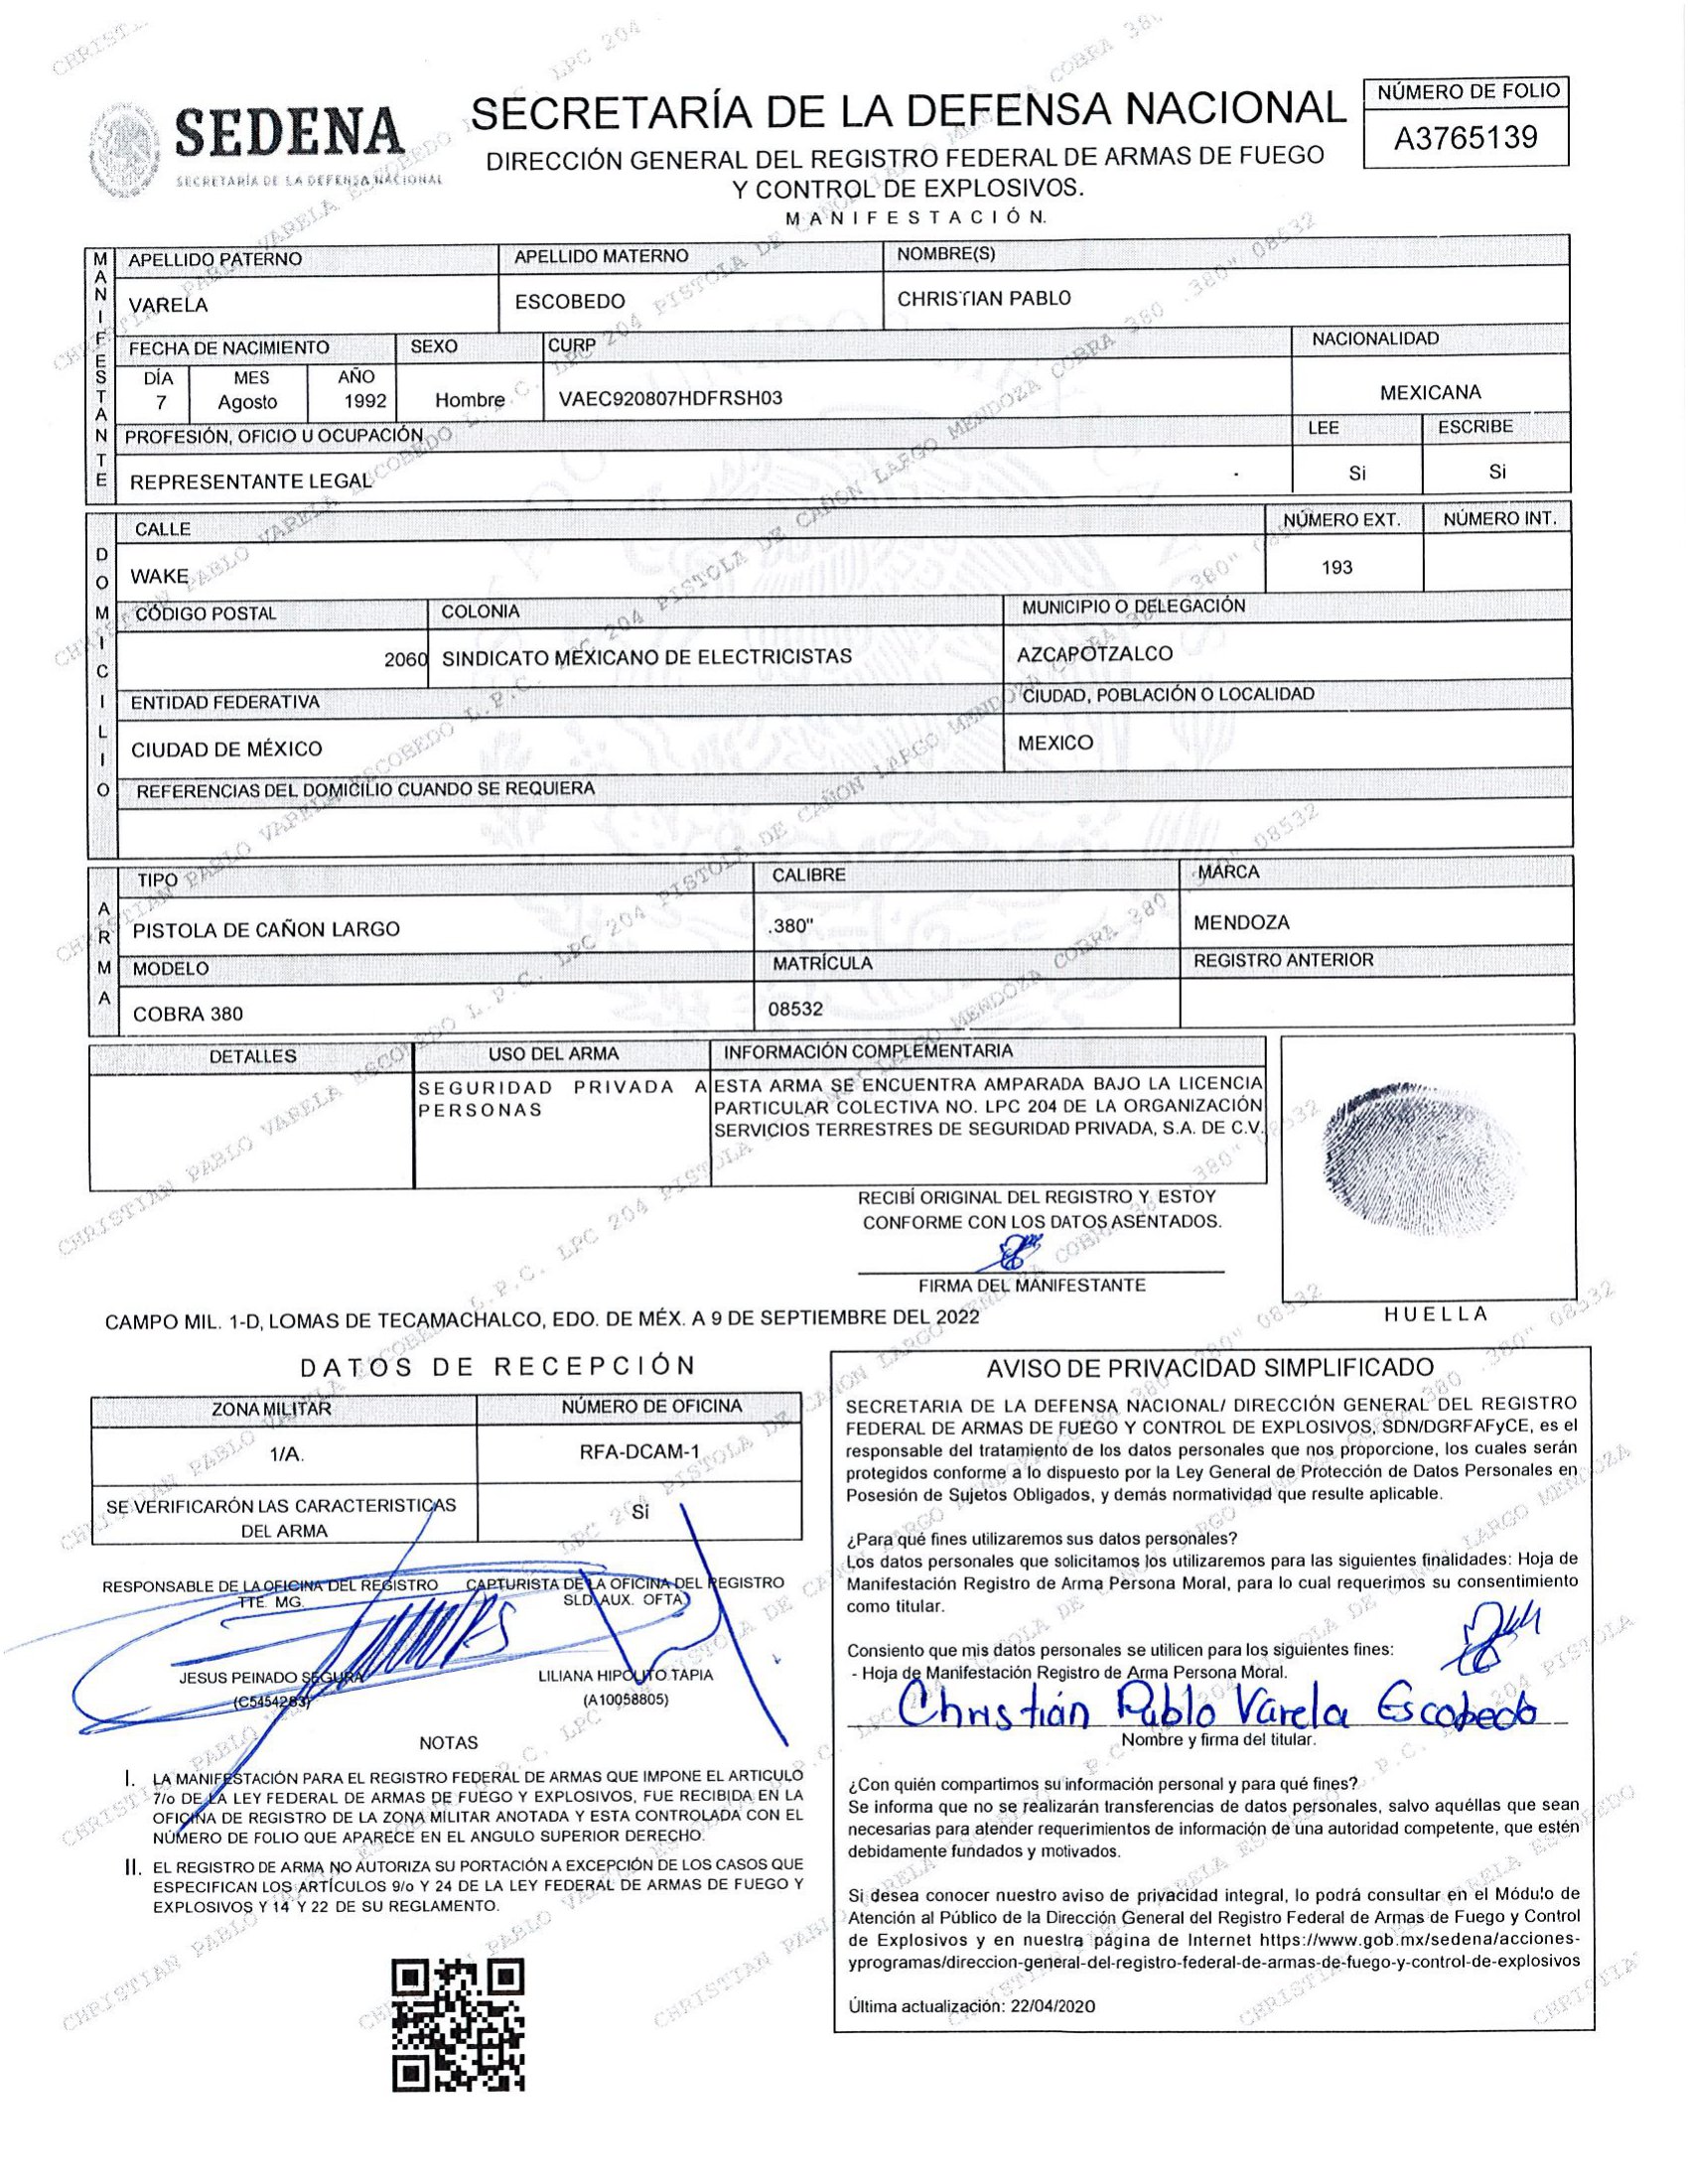 SEDENA
SECRETARÍA DE LA DEFENSA NACIONAL
SECRETARÍA DE LA DEFENSA NACIONAL
DIRECCIÓN GENERAL DEL REGISTRO FEDERAL DE ARMAS DE FUEGO
Y CONTROL DE EXPLOSIVOS.
MANIFESTACIÓN.
NÚMERO DE FOLIO
A3765139
MANIFESTANTE
APELLIDO PATERNO APELLIDO MATERNO NOMBRE(S)
VARELA ESCOBEDO CHRISTIAN PABLO
FECHA DE NACIMIENTO SEXO CURP NACIONALIDAD
DÍA MES AÑO
7 Agosto 1992 Hombre VAEC920807HDFRSH03 MEXICANA
PROFESIÓN, OFICIO U OCUPACIÓN LEE ESCRIBE
REPRESENTANTE LEGAL Si Si
DOMICILIO
CALLE NÚMERO EXT. NÚMERO INT.
WAKE 193
CÓDIGO POSTAL COLONIA MUNICIPIO O DELEGACIÓN
2060 SINDICATO MEXICANO DE ELECTRICISTAS AZCAPOTZALCO
ENTIDAD FEDERATIVA CIUDAD, POBLACIÓN O LOCALIDAD
CIUDAD DE MÉXICO MEXICO
REFERENCIAS DEL DOMICILIO CUANDO SE REQUIERA
ARMA
TIPO CALIBRE MARCA
PISTOLA DE CAÑON LARGO .380" MENDOZA
MODELO MATRÍCULA REGISTRO ANTERIOR
COBRA 380 08532
DETALLES USO DEL ARMA INFORMACIÓN COMPLEMENTARIA
SEGURIDAD PRIVADA A
PERSONAS
ESTA ARMA SE ENCUENTRA AMPARADA BAJO LA LICENCIA
PARTICULAR COLECTIVA NO. LPC 204 DE LA ORGANIZACIÓN
SERVICIOS TERRESTRES DE SEGURIDAD PRIVADA, S.A. DE C.V.
RECIBÍ ORIGINAL DEL REGISTRO Y ESTOY
CONFORME CON LOS DATOS ASENTADOS.
FIRMA DEL MANIFESTANTE
HUELLA
CAMPO MIL. 1-D, LOMAS DE TECAMACHALCO, EDO. DE MÉX. A 9 DE SEPTIEMBRE DEL 2022
DATOS DE RECEPCIÓN
ZONA MILITAR NÚMERO DE OFICINA
1/A. RFA-DCAM-1
SE VERIFICARÓN LAS CARACTERISTICAS
DEL ARMA
Si
RESPONSABLE DE LA OFICINA DEL REGISTRO CAPTURISTA DE LA OFICINA DEL REGISTRO
TTE. MG. SLD. AUX. OFTA
JESUS PEINADO SEGURA LILIANA HIPOLITO TAPIA
(C5454283) (A10058805)
NOTAS
I. LA MANIFESTACIÓN PARA EL REGISTRO FEDERAL DE ARMAS QUE IMPONE EL ARTICULO
7/o DE LA LEY FEDERAL DE ARMAS DE FUEGO Y EXPLOSIVOS, FUE RECIBIDA EN LA
OFICINA DE REGISTRO DE LA ZONA MILITAR ANOTADA Y ESTA CONTROLADA CON EL
NÚMERO DE FOLIO QUE APARECE EN EL ANGULO SUPERIOR DERECHO.
II. EL REGISTRO DE ARMA NO AUTORIZA SU PORTACIÓN A EXCEPCIÓN DE LOS CASOS QUE
ESPECIFICAN LOS ARTÍCULOS 9/o Y 24 DE LA LEY FEDERAL DE ARMAS DE FUEGO Y
EXPLOSIVOS Y 14 Y 22 DE SU REGLAMENTO.
AVISO DE PRIVACIDAD SIMPLIFICADO
SECRETARIA DE LA DEFENSA NACIONAL/ DIRECCIÓN GENERAL DEL REGISTRO
FEDERAL DE ARMAS DE FUEGO Y CONTROL DE EXPLOSIVOS, SDN/DGRFAFyCE, es el
responsable del tratamiento de los datos personales que nos proporcione, los cuales serán
protegidos conforme a lo dispuesto por la Ley General de Protección de Datos Personales en
Posesión de Sujetos Obligados, y demás normatividad que resulte aplicable.
¿Para qué fines utilizaremos sus datos personales?
Los datos personales que solicitamos los utilizaremos para las siguientes finalidades: Hoja de
Manifestación Registro de Arma Persona Moral, para lo cual requerimos su consentimiento
como titular.
Consiento que mis datos personales se utilicen para los siguientes fines:
- Hoja de Manifestación Registro de Arma Persona Moral.
Christián Pablo Varela Escobedo
Nombre y firma del titular.
¿Con quién compartimos su información personal y para qué fines?
Se informa que no se realizarán transferencias de datos personales, salvo aquéllas que sean
necesarias para atender requerimientos de información de una autoridad competente, que estén
debidamente fundados y motivados.
Si desea conocer nuestro aviso de privacidad integral, lo podrá consultar en el Módulo de
Atención al Público de la Dirección General del Registro Federal de Armas de Fuego y Control
de Explosivos y en nuestra página de Internet https://www.gob.mx/sedena/acciones-
yprogramas/direccion-general-del-registro-federal-de-armas-de-fuego-y-control-de-explosivos
Última actualización: 22/04/2020